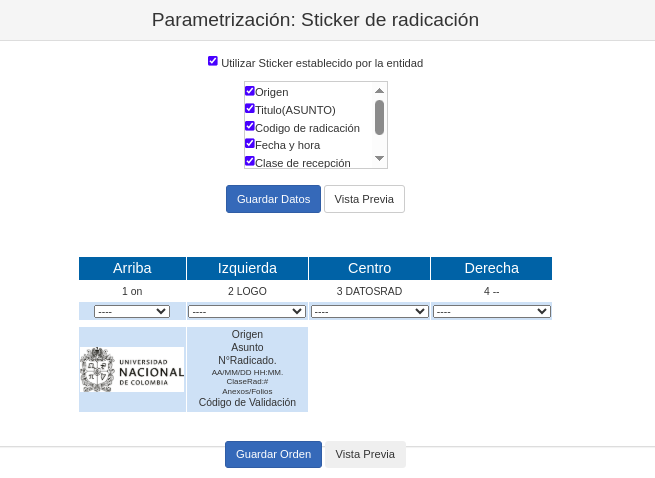 Parametrización: Sticker de radicación
Utilizar Sticker establecido por la entidad
Origen
Titulo(ASUNTO)
Codigo de radicación
Fecha y hora
Clase de recepción
Guardar Datos Vista Previa
Arriba Izquierda Centro Derecha
1 on 2 LOGO 3 DATOSRAD 4 --
---- ---- ---- ----
UNIVERSIDAD
NACIONAL
DE COLOMBIA
Origen
Asunto
N°Radicado.
AA/MM/DD HH:MM.
ClaseRad:#
Anexos/Folios
Código de Validación
Guardar Orden Vista Previa